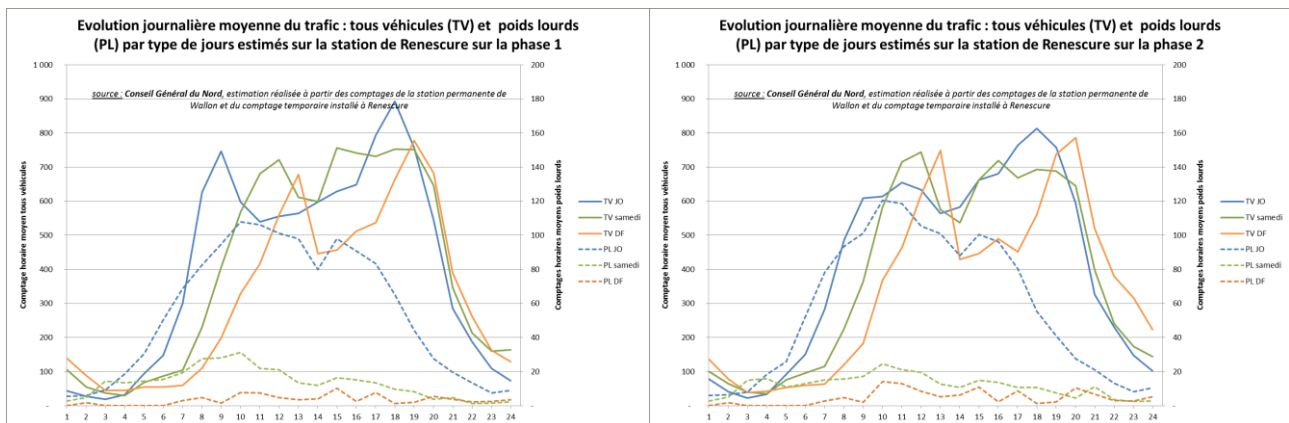 Evolution journalière moyenne du trafic : tous véhicules (TV) et poids lourds
(PL) par type de jours estimés sur la station de Renescure sur la phase 1
1 000
900
800
700
600
500
400
300
200
100
-
Comptage horaire moyen tous véhicules
source : Conseil Général du Nord, estimation réalisée à partir des comptages de la station permanente de
Wallon et du comptage temporaire installé à Renescure
200
180
160
140
120
100
80
60
40
20
-
Comptages horaires moyens poids lourds
1 2 3 4 5 6 7 8 9 10 11 12 13 14 15 16 17 18 19 20 21 22 23 24
TV JO
TV samedi
TV DF
PL JO
PL samedi
PL DF
Evolution journalière moyenne du trafic : tous véhicules (TV) et poids lourds
(PL) par type de jours estimés sur la station de Renescure sur la phase 2
1 000
900
800
700
600
500
400
300
200
100
-
Comptage horaire moyen tous véhicules
source : Conseil Général du Nord, estimation réalisée à partir des comptages de la station permanente de
Wallon et du comptage temporaire installé à Renescure
200
180
160
140
120
100
80
60
40
20
-
Comptages horaires moyens poids lourds
1 2 3 4 5 6 7 8 9 10 11 12 13 14 15 16 17 18 19 20 21 22 23 24
TV JO
TV samedi
TV DF
PL JO
PL samedi
PL DF